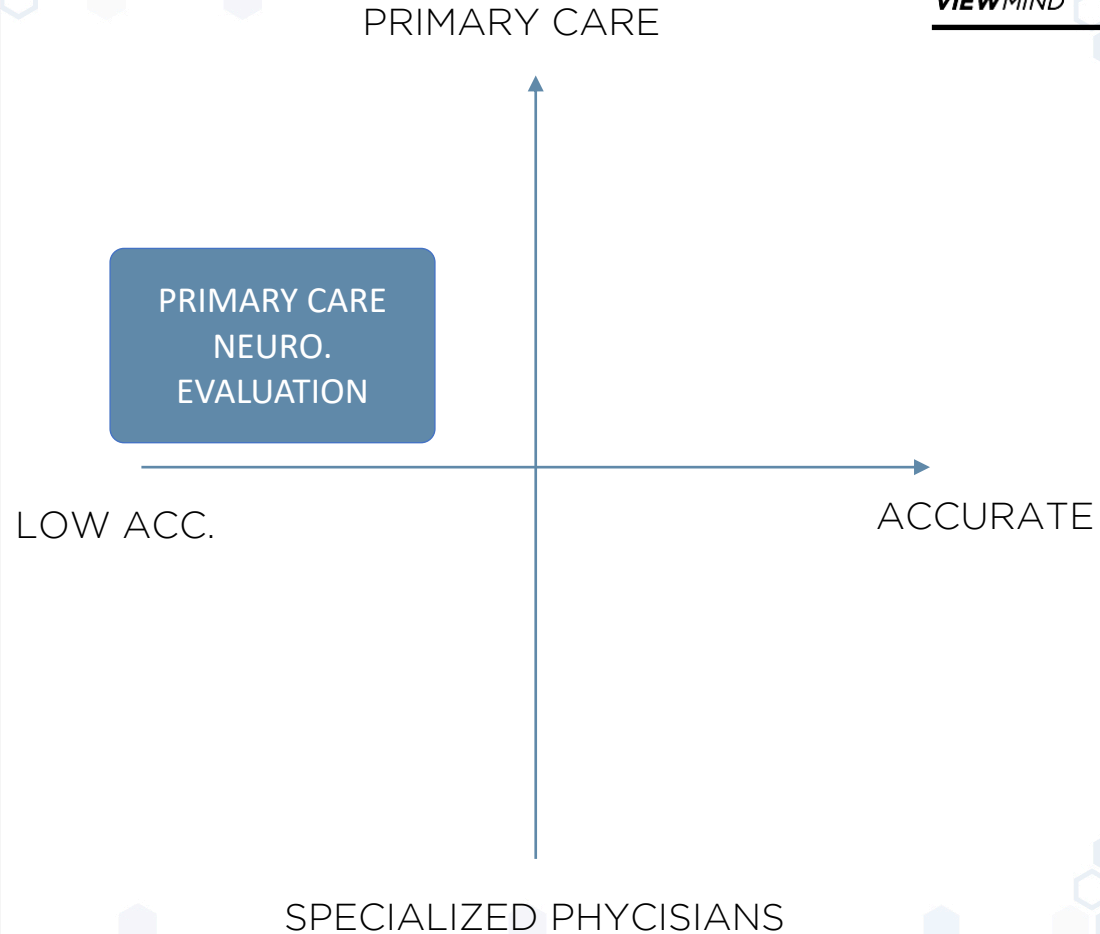 VIEWMIND
PRIMARY CARE
PRIMARY CARE
NEURO.
EVALUATION
LOW ACC.
ACCURATE
SPECIALIZED PHYCISIANS